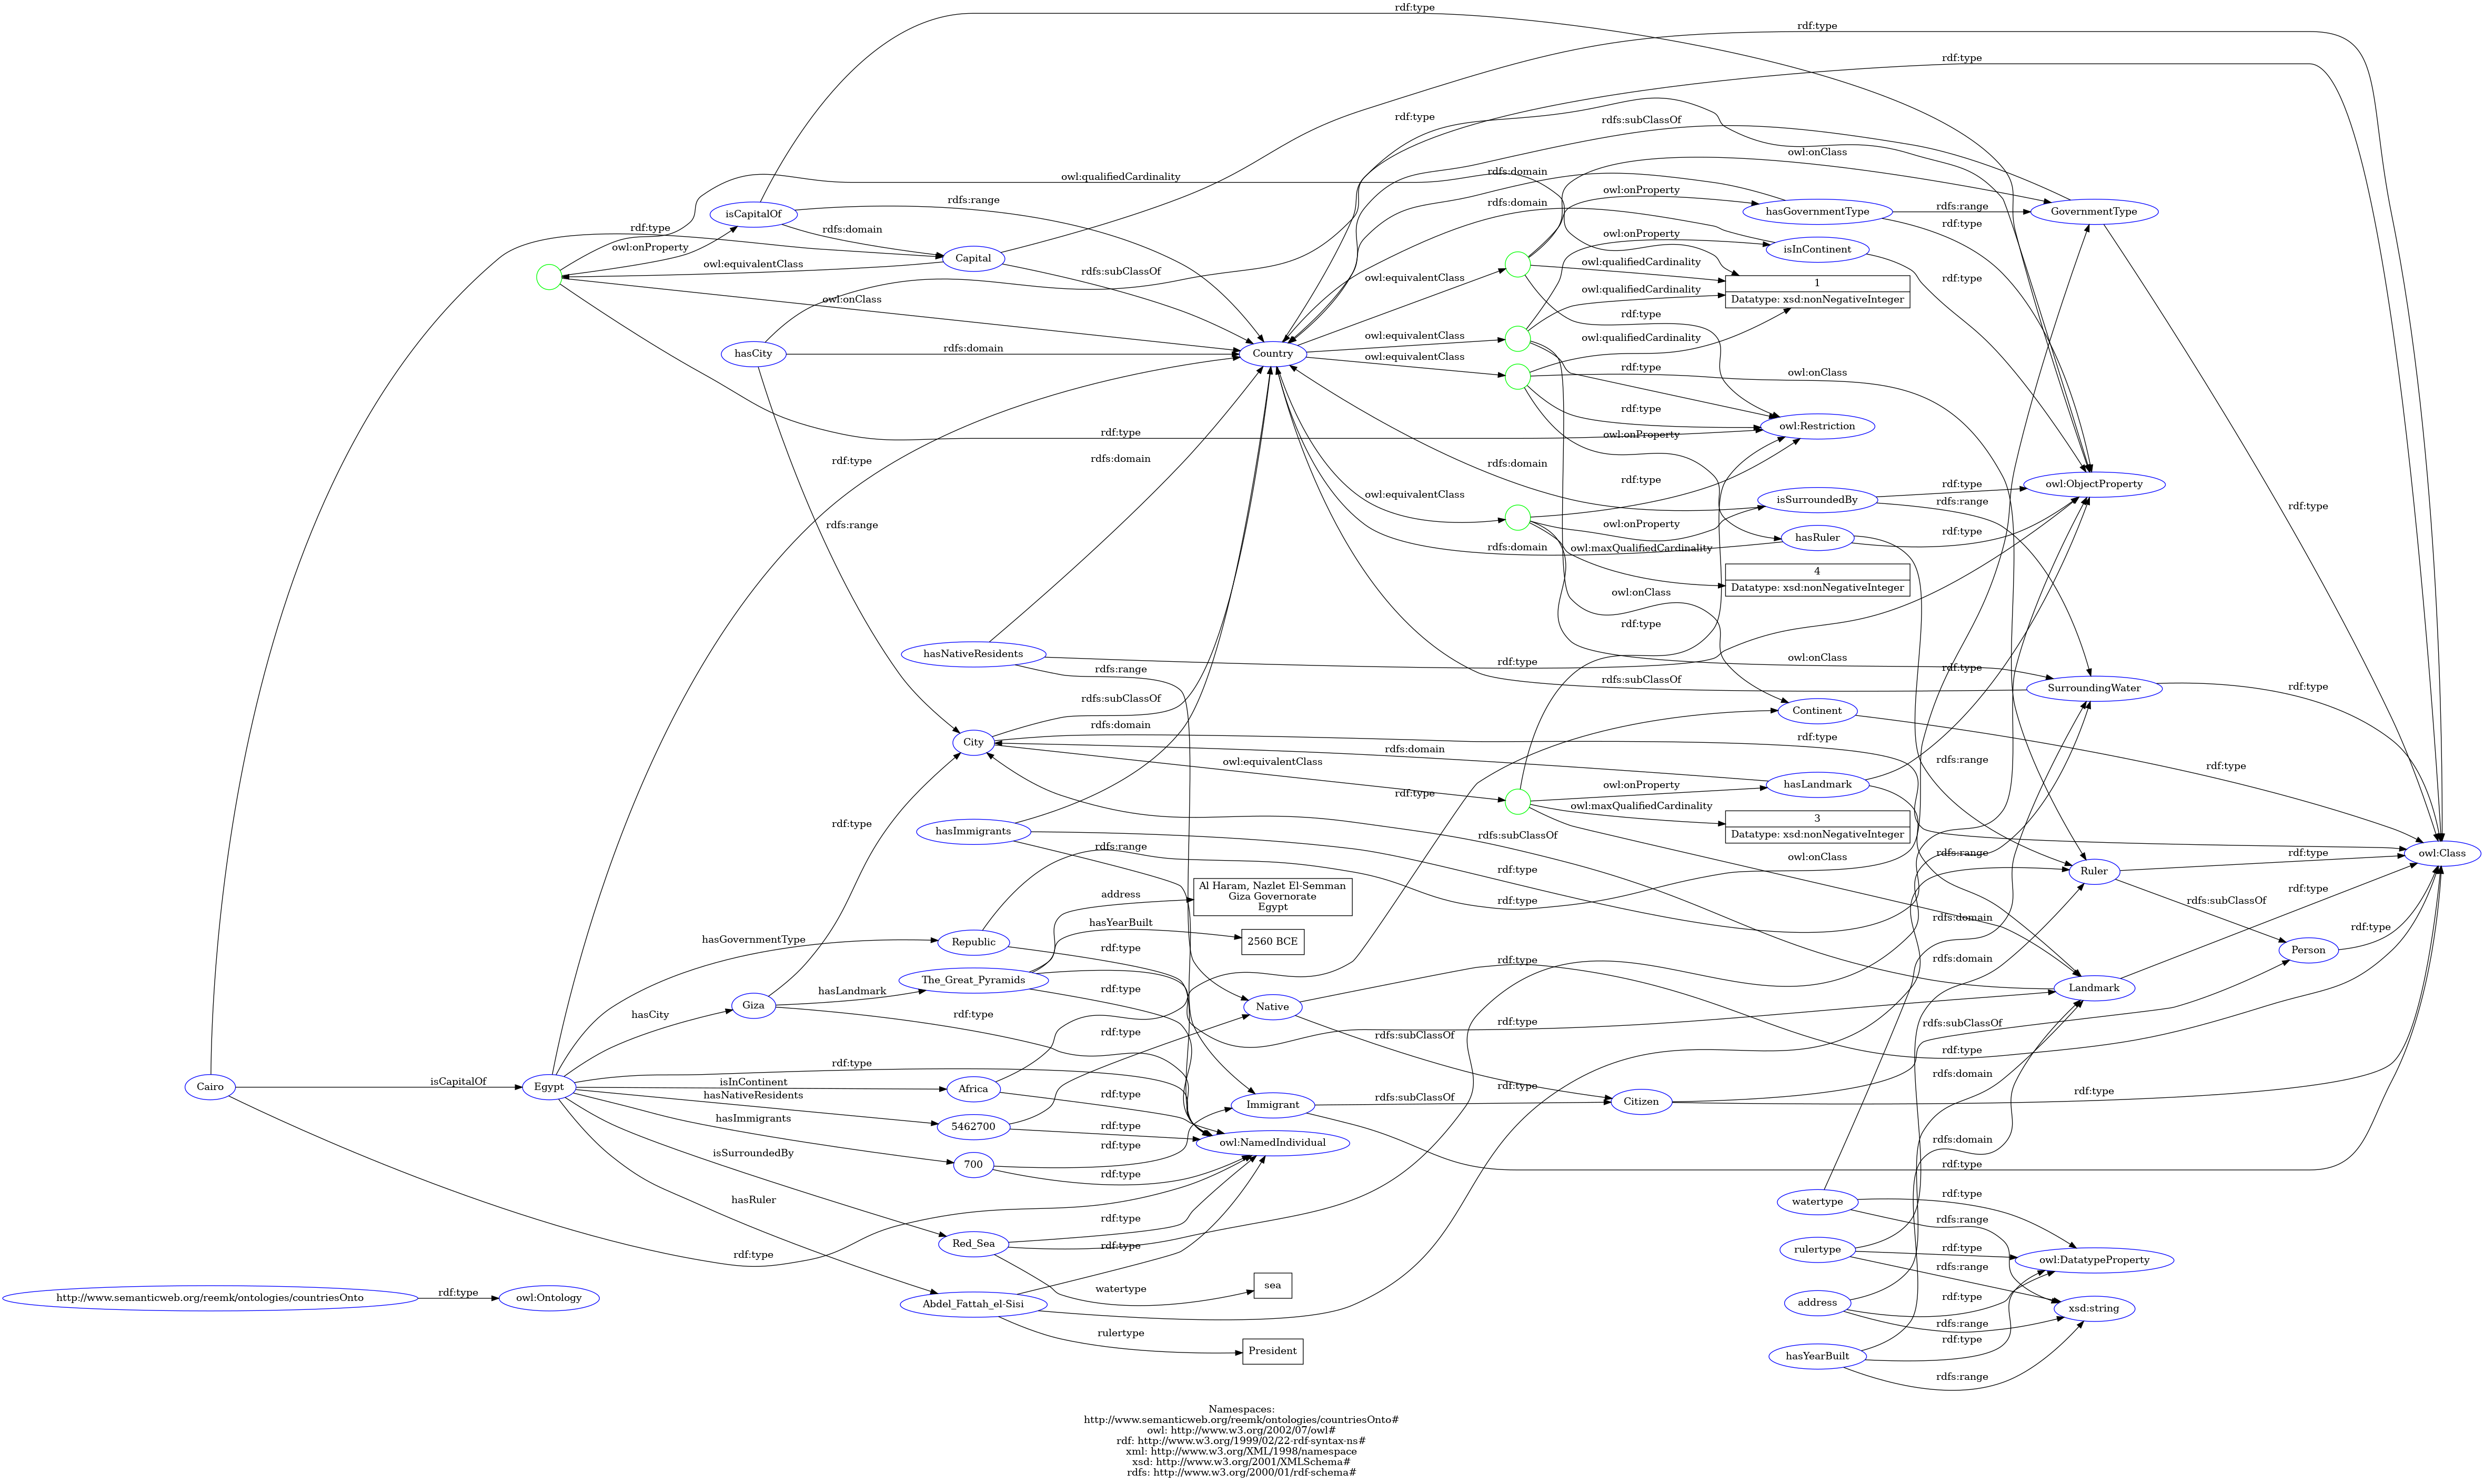 rdf:type
rdf:type
rdf:type
rdf:type
rdfs:subClassOf
owl:onClass
rdfs:domain
owl:qualifiedCardinality
owl:onProperty
isCapitalOf
rdfs:range
hasGovernmentType
rdfs:range
GovernmentType
rdfs:domain
rdf:type
rdf:type
rdfs:domain
owl:onProperty
owl:onProperty
isInContinent
Capital
owl:equivalentClass
owl:qualifiedCardinality
rdfs:subClassOf
owl:equivalentClass
rdf:type
1
Datatype: xsd:nonNegativeInteger
owl:qualifiedCardinality
owl:onClass
rdf:type
rdf:type
owl:equivalentClass
owl:qualifiedCardinality
hasCity
rdfs:domain
Country
owl:equivalentClass
rdf:type
owl:onClass
rdf:type
owl:Restriction
rdf:type
owl:onProperty
rdf:type
rdfs:domain
rdfs:domain
rdf:type
rdf:type
owl:ObjectProperty
owl:equivalentClass
isSurroundedBy
rdfs:range
rdf:type
rdfs:range
owl:onProperty
hasRuler
rdf:type
rdfs:domain
owl:maxQualifiedCardinality
4
Datatype: xsd:nonNegativeInteger
owl:onClass
rdf:type
hasNativeResidents
rdfs:range
rdf:type
owl:onClass
rdf:type
rdfs:subClassOf
SurroundingWater
rdf:type
rdfs:subClassOf
Continent
rdfs:domain
City
rdf:type
rdfs:domain
owl:equivalentClass
rdfs:range
rdf:type
owl:onProperty
hasLandmark
rdf:type
owl:maxQualifiedCardinality
3
Datatype: xsd:nonNegativeInteger
rdf:type
hasImmigrants
rdfs:subClassOf
rdfs:range
owl:onClass
rdfs:range
rdf:type
owl:Class
rdf:type
Ruler
rdf:type
Al Haram, Nazlet El-Semman
Giza Governorate
Egypt
address
rdf:type
rdfs:subClassOf
rdfs:domain
hasYearBuilt
2560 BCE
hasGovernmentType
Republic
rdf:type
rdf:type
Person
rdfs:domain
rdf:type
The_Great_Pyramids
hasLandmark
rdf:type
Landmark
Giza
Native
hasCity
rdf:type
rdf:type
rdf:type
rdfs:subClassOf
rdfs:subClassOf
rdf:type
rdf:type
rdfs:domain
Cairo
isCapitalOf
Egypt
isInContinent
Africa
rdf:type
rdf:type
rdf:type
hasNativeResidents
rdfs:subClassOf
Citizen
Immigrant
hasImmigrants
5462700
rdf:type
owl:NamedIndividual
rdf:type
rdfs:domain
isSurroundedBy
700
rdf:type
rdf:type
hasRuler
watertype
rdf:type
rdf:type
rdfs:range
Red_Sea
rdf:type
rdf:type
rulertype
rdf:type
owl:DatatypeProperty
rdfs:range
watertype
sea
http://www.semanticweb.org/reemk/ontologies/countriesOnto
rdf:type
owl:Ontology
Abdel_Fattah_el-Sisi
address
rdf:type
xsd:string
rdfs:range
rulertype
President
rdf:type
hasYearBuilt
rdfs:range
Namespaces:
http://www.semanticweb.org/reemk/ontologies/countriesOnto#
owl: http://www.w3.org/2002/07/owl#
rdf: http://www.w3.org/1999/02/22-rdf-syntax-ns#
xml: http://www.w3.org/XML/1998/namespace
xsd: http://www.w3.org/2001/XMLSchema#
rdfs: http://www.w3.org/2000/01/rdf-schema#